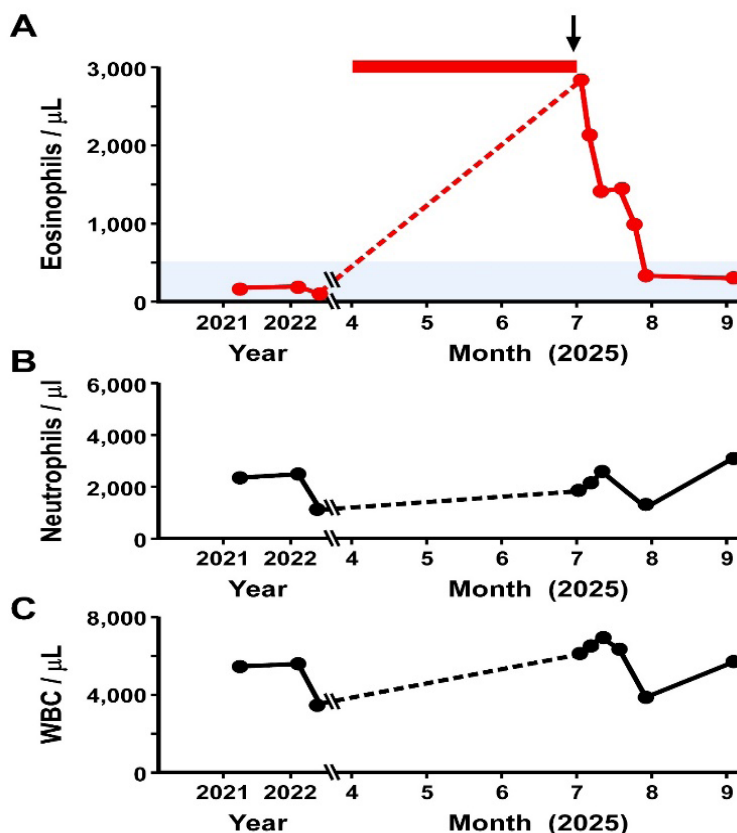 A
Eosinophils / μL
3,000
2,000
1,000
0
2021 2022 4 5 6 7 8 9
Year Month (2025)
B
Neutrophils / μl
6,000
4,000
2,000
0
2021 2022 4 5 6 7 8 9
Year Month (2025)
C
WBC / μL
8,000
4,000
0
2021 2022 4 5 6 7 8 9
Year Month (2025)